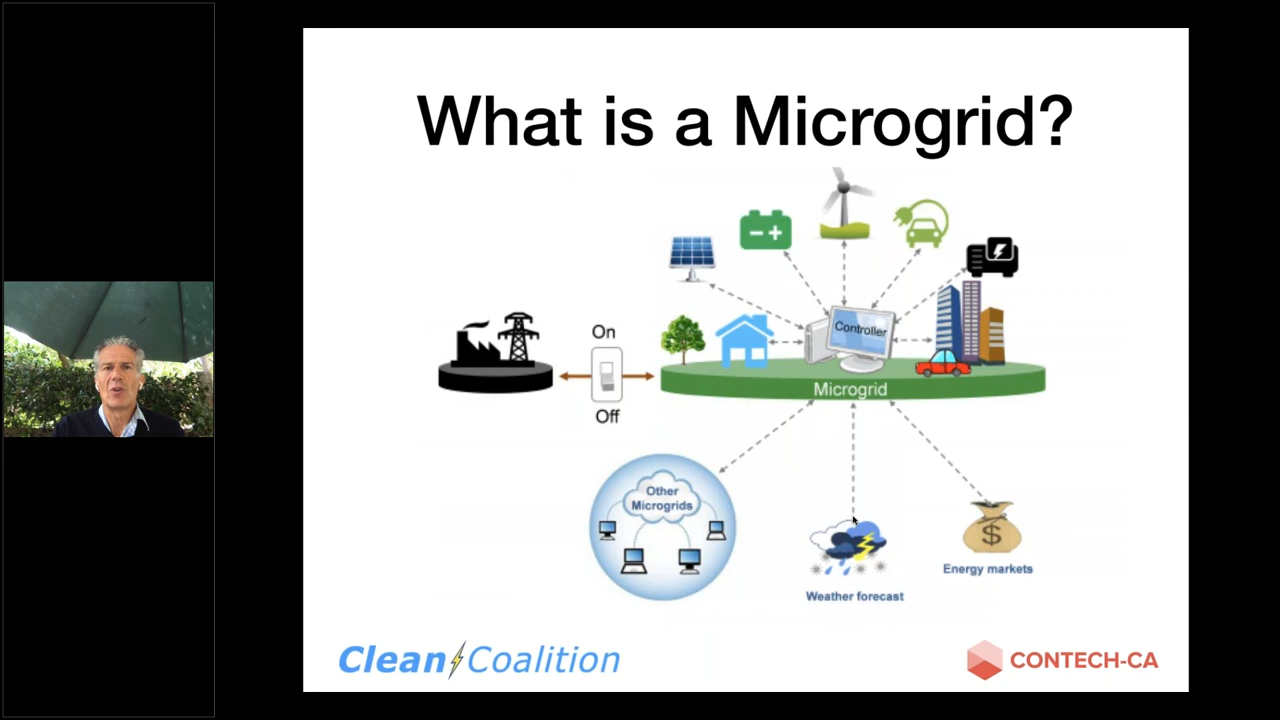 What is a Microgrid?
On
Off
Controller
Microgrid
Other
Microgrids
Weather forecast
Energy markets
Clean Coalition
CONTECH-CA